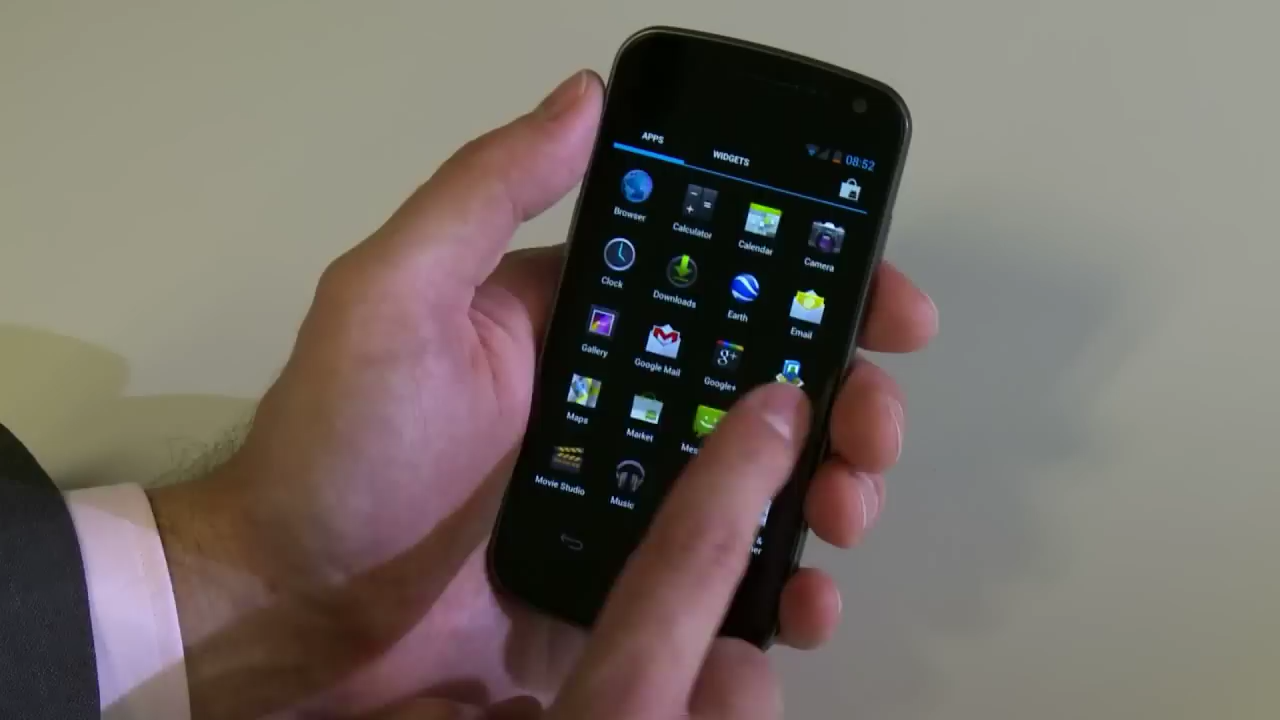 APPS
WIDGETS
08:52
Browser
Calculator
Calendar
Camera
Clock
Downloads
Earth
Email
Gallery
Google Mail
g+
Google+
Maps
Market
Mes
Movie Studio
Music
&